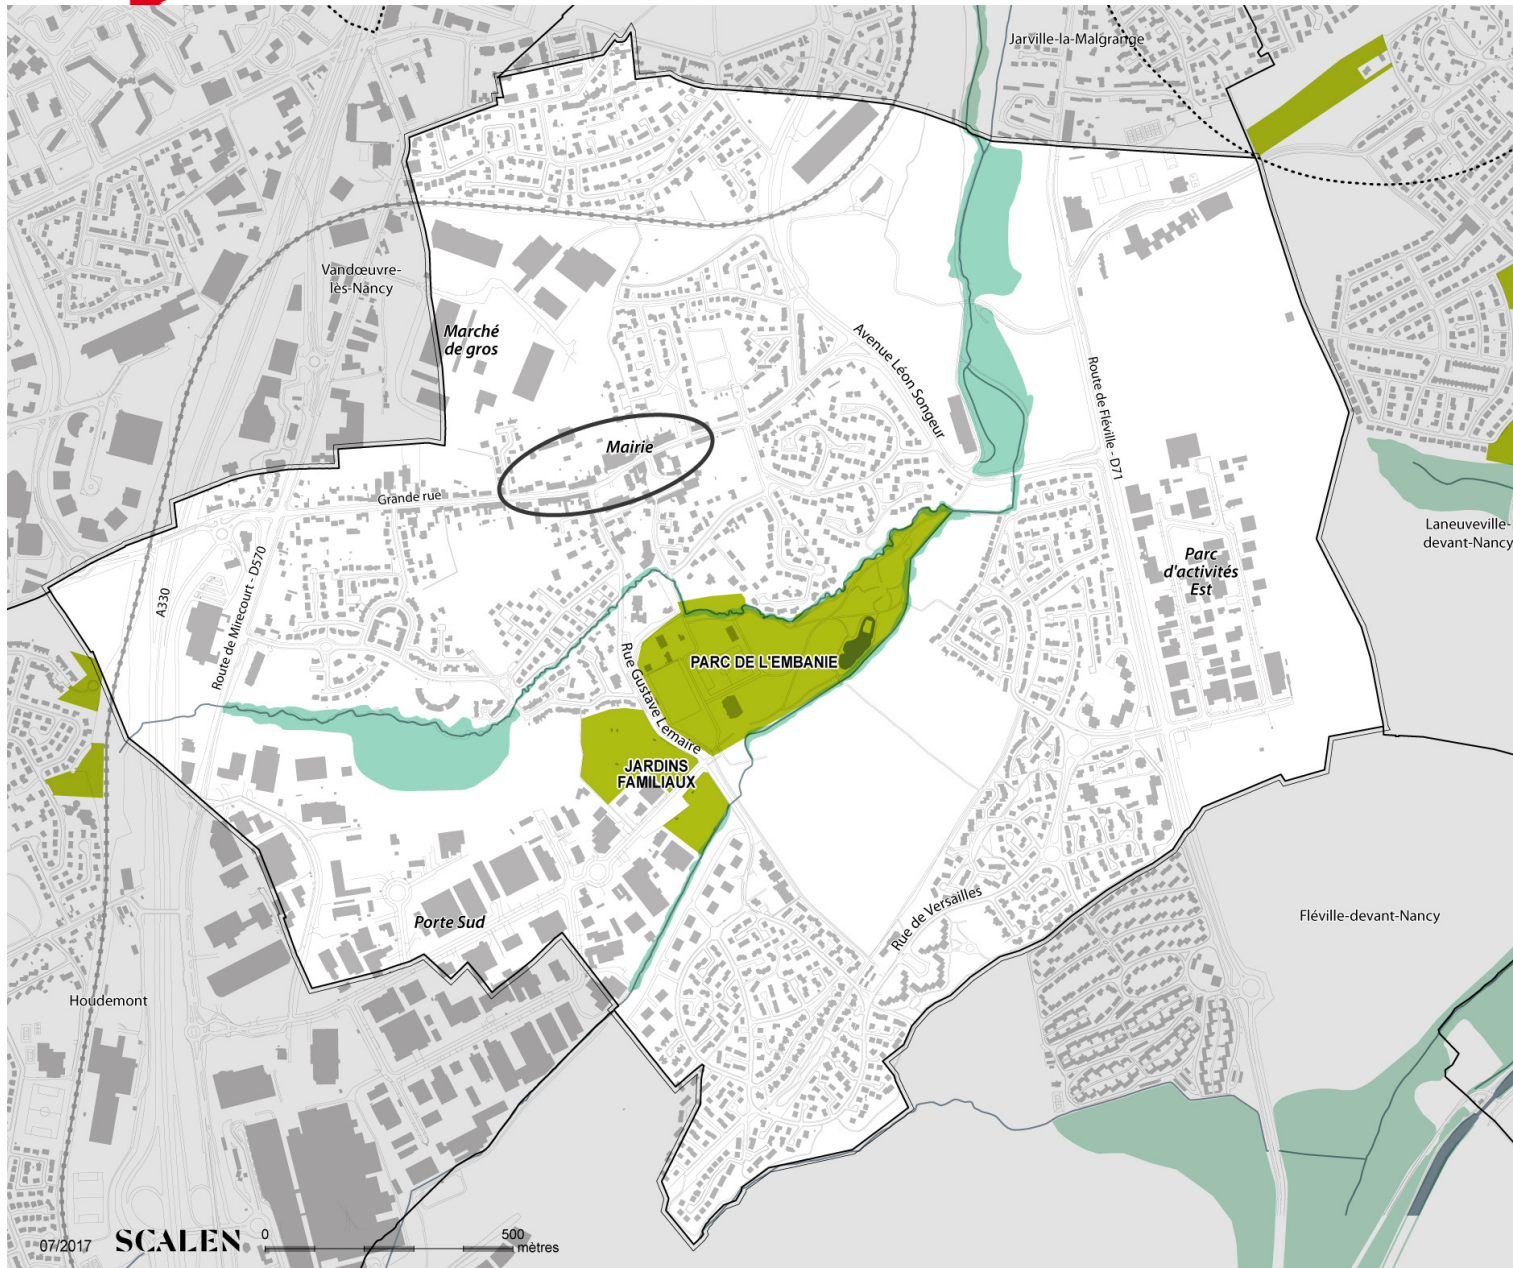 Jarville-la-Malgrange
Vandœuvre-
lès-Nancy
Marché
de gros
Avenue Léon Songeur
Route de Fléville - D71
Mairie
Grande rue
Laneuveville-
devant-Nancy
Parc
d'activités
Est
A330
Route de Mirecourt - D570
Rue Gustave Lemaire
PARC DE L'EMBANIE
JARDINS
FAMILIAUX
Porte Sud
Rue de Versailles
Fléville-devant-Nancy
Houdemont
07/2017
SCALEN
0
500
mètres